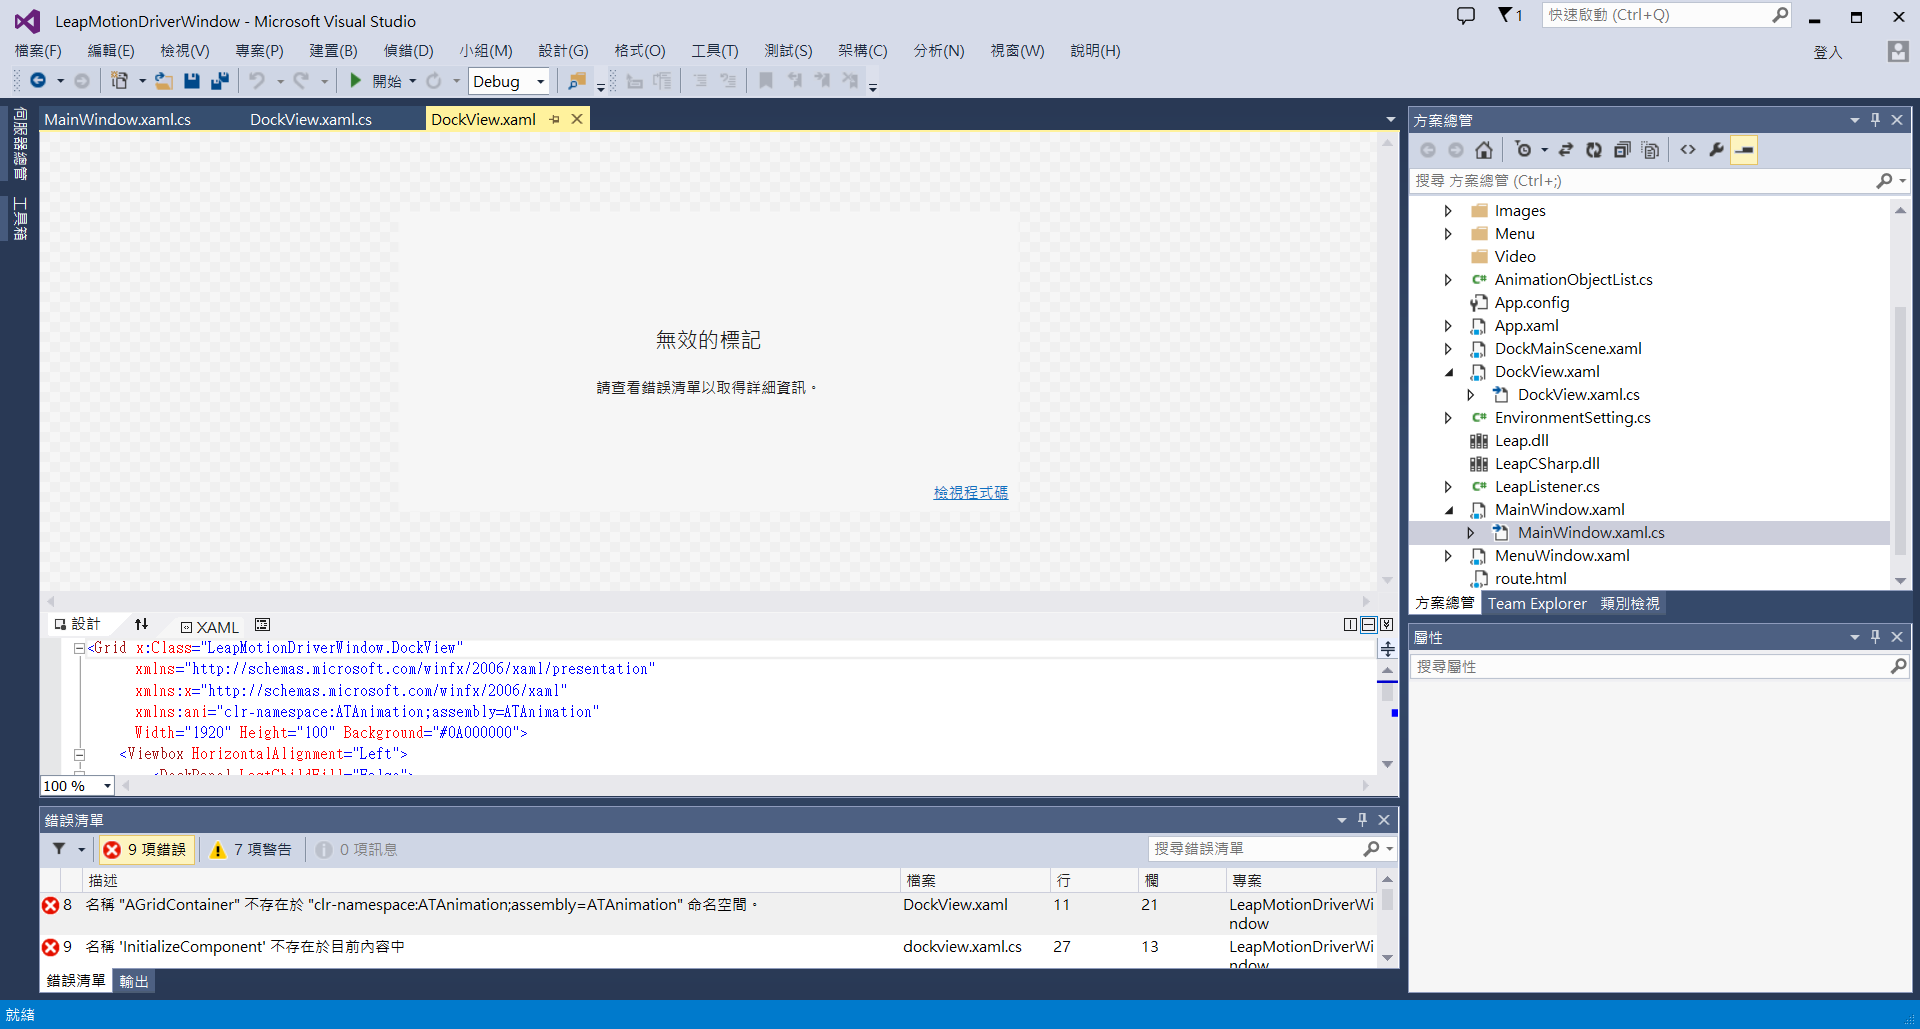 LeapMotionDriverWindow - Microsoft Visual Studio
1
快速啟動 (Ctrl+Q)
檔案(F) 編輯(E) 檢視(V) 專案(P) 建置(B) 偵錯(D) 小組(M) 設計(G) 格式(O) 工具(T) 測試(S) 架構(C) 分析(N) 視窗(W) 說明(H)
登入
開始 Debug
伺服器總管
工具箱
MainWindow.xaml.cs DockView.xaml.cs DockView.xaml
無效的標記
請查看錯誤清單以取得詳細資訊。
檢視程式碼
設計 XAML
<Grid x:Class="LeapMotionDriverWindow.DockView"
xmlns="http://schemas.microsoft.com/winfx/2006/xaml/presentation"
xmlns:x="http://schemas.microsoft.com/winfx/2006/xaml"
xmlns:ani="clr-namespace:ATAnimation;assembly=ATAnimation"
Width="1920" Height="100" Background="#0A000000">
<Viewbox HorizontalAlignment="Left">
<DockPanel LastChildFill="False">
100 %
錯誤清單
9 項錯誤 7 項警告 0 項訊息
搜尋錯誤清單
描述 檔案 行 欄 專案
8 名稱 "AGridContainer" 不存在於 "clr-namespace:ATAnimation;assembly=ATAnimation" 命名空間。 DockView.xaml 11 21 LeapMotionDriverWi
ndow
9 名稱 'InitializeComponent' 不存在於目前內容中 dockview.xaml.cs 27 13 LeapMotionDriverWi
ndow
錯誤清單 輸出
就緒
方案總管
搜尋 方案總管 (Ctrl+;)
Images
Menu
Video
C# AnimationObjectList.cs
App.config
App.xaml
DockMainScene.xaml
DockView.xaml
DockView.xaml.cs
C# EnvironmentSetting.cs
Leap.dll
LeapCSharp.dll
C# LeapListener.cs
MainWindow.xaml
MainWindow.xaml.cs
MenuWindow.xaml
route.html
方案總管 Team Explorer 類別檢視
屬性
搜尋屬性